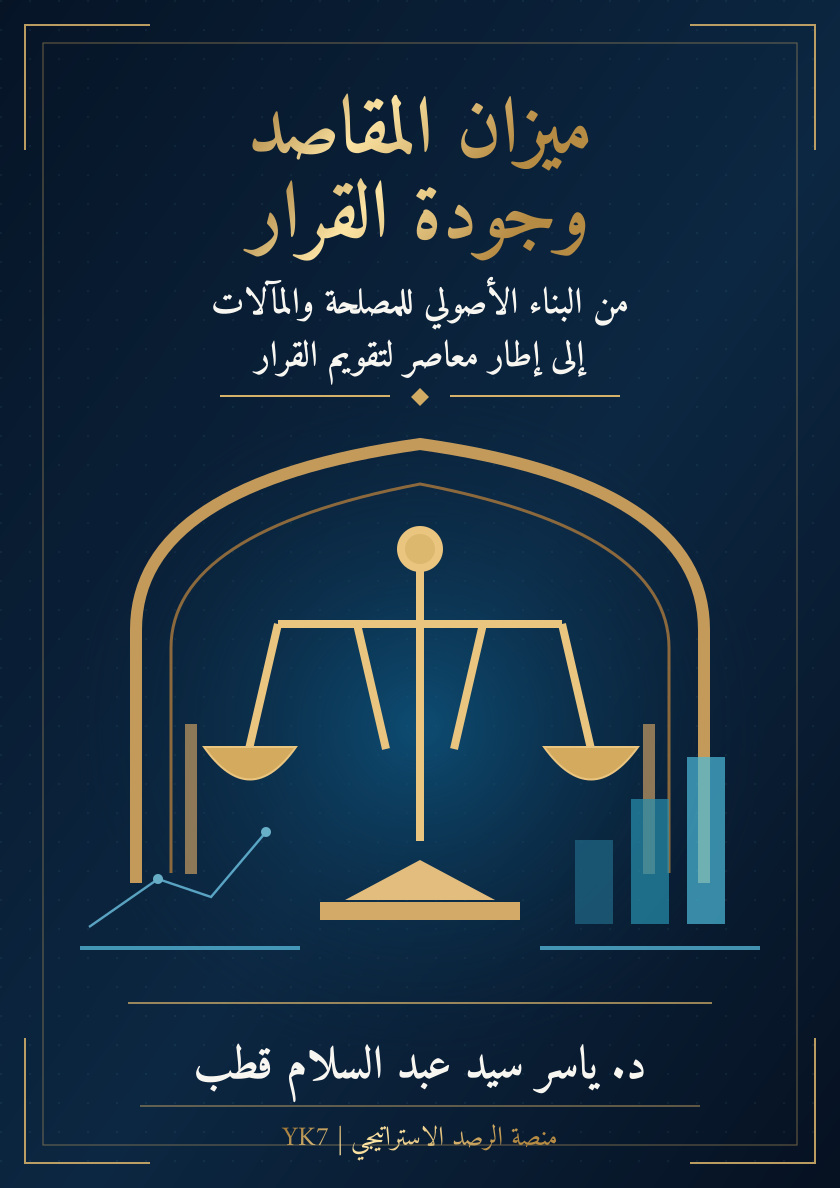 ميزان المقاصد
وجودة القرار
من البناء الأصولي للمصلحة والمآلات
إلى إطار معاصر لتقويم القرار
د. ياسر سيد عبد السلام قطب
منصة الرصد الاستراتيجي | YK7